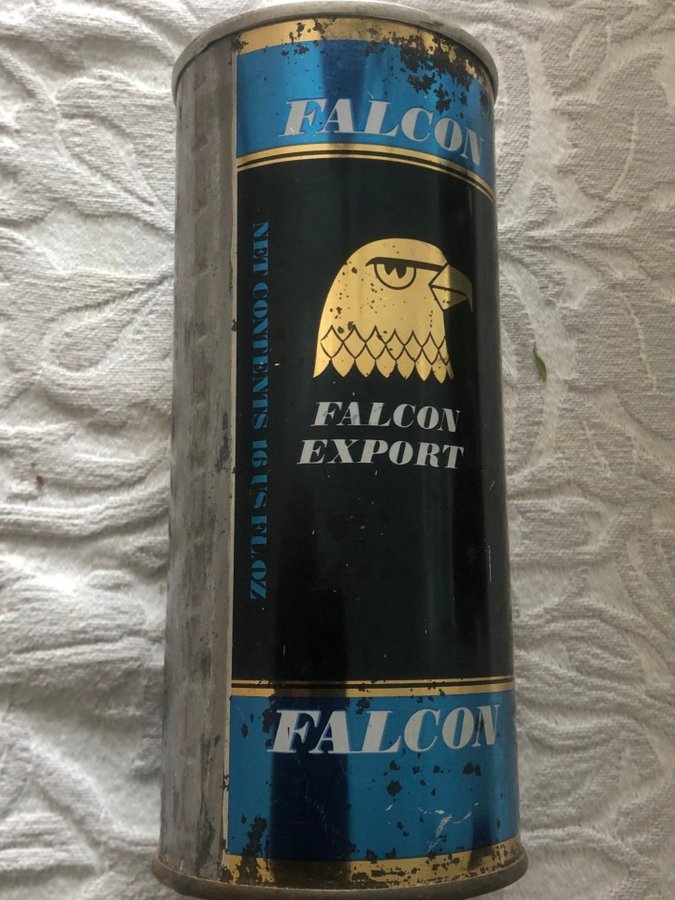 FALCON
NET CONTENTS 16 US FL.OZ
FALCON
EXPORT
FALCON